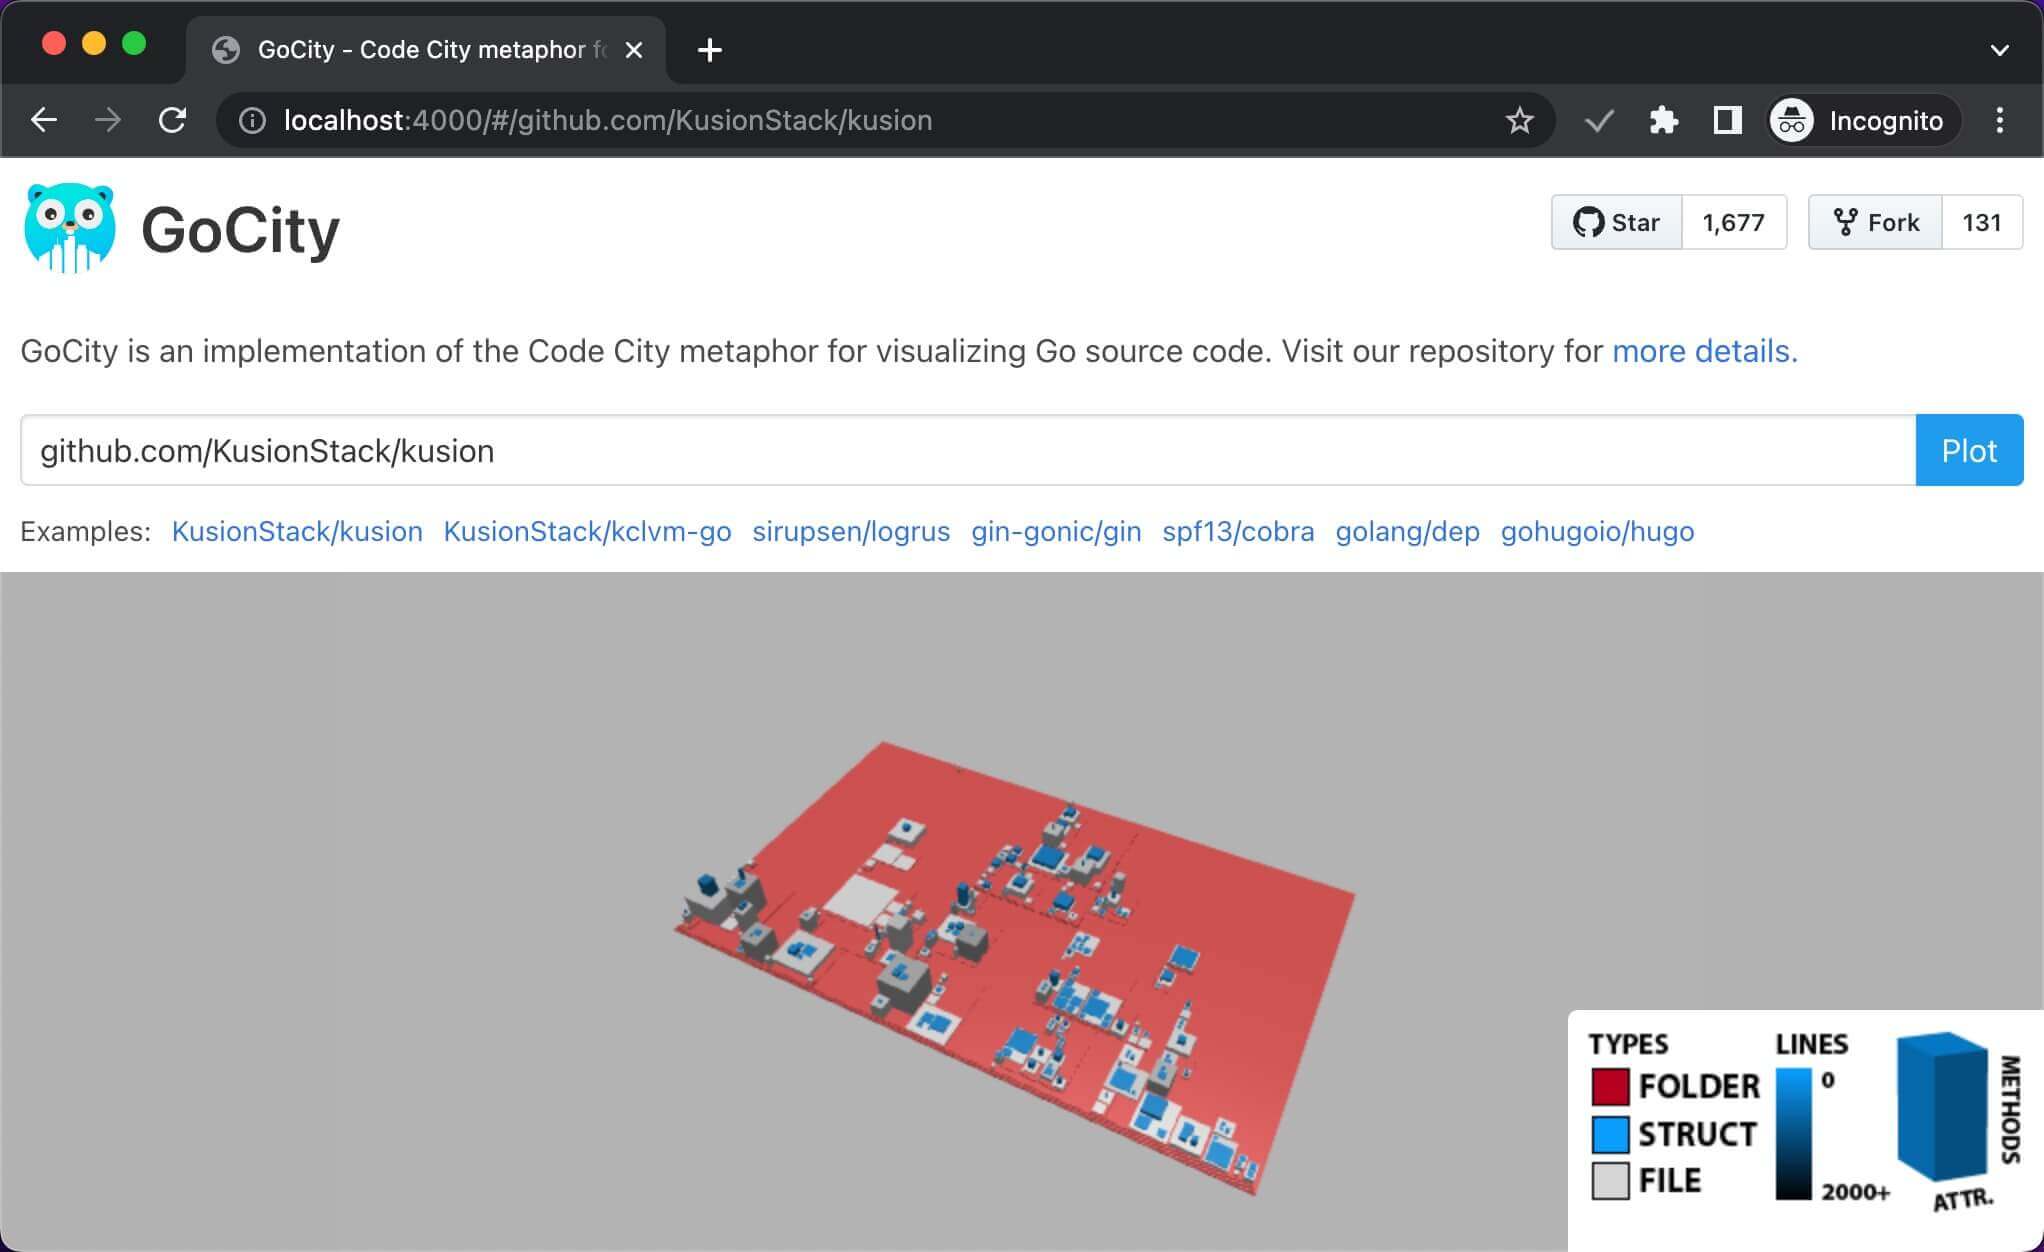 GoCity - Code City metaphor fo
localhost:4000/#/github.com/KusionStack/kusion
Incognito
GoCity
Star 1,677
Fork 131
GoCity is an implementation of the Code City metaphor for visualizing Go source code. Visit our repository for more details.
github.com/KusionStack/kusion
Plot
Examples: KusionStack/kusion KusionStack/kclvm-go sirupsen/logrus gin-gonic/gin spf13/cobra golang/dep gohugoio/hugo
TYPES
FOLDER
STRUCT
FILE
LINES
0
2000+
METHODS
ATTR.